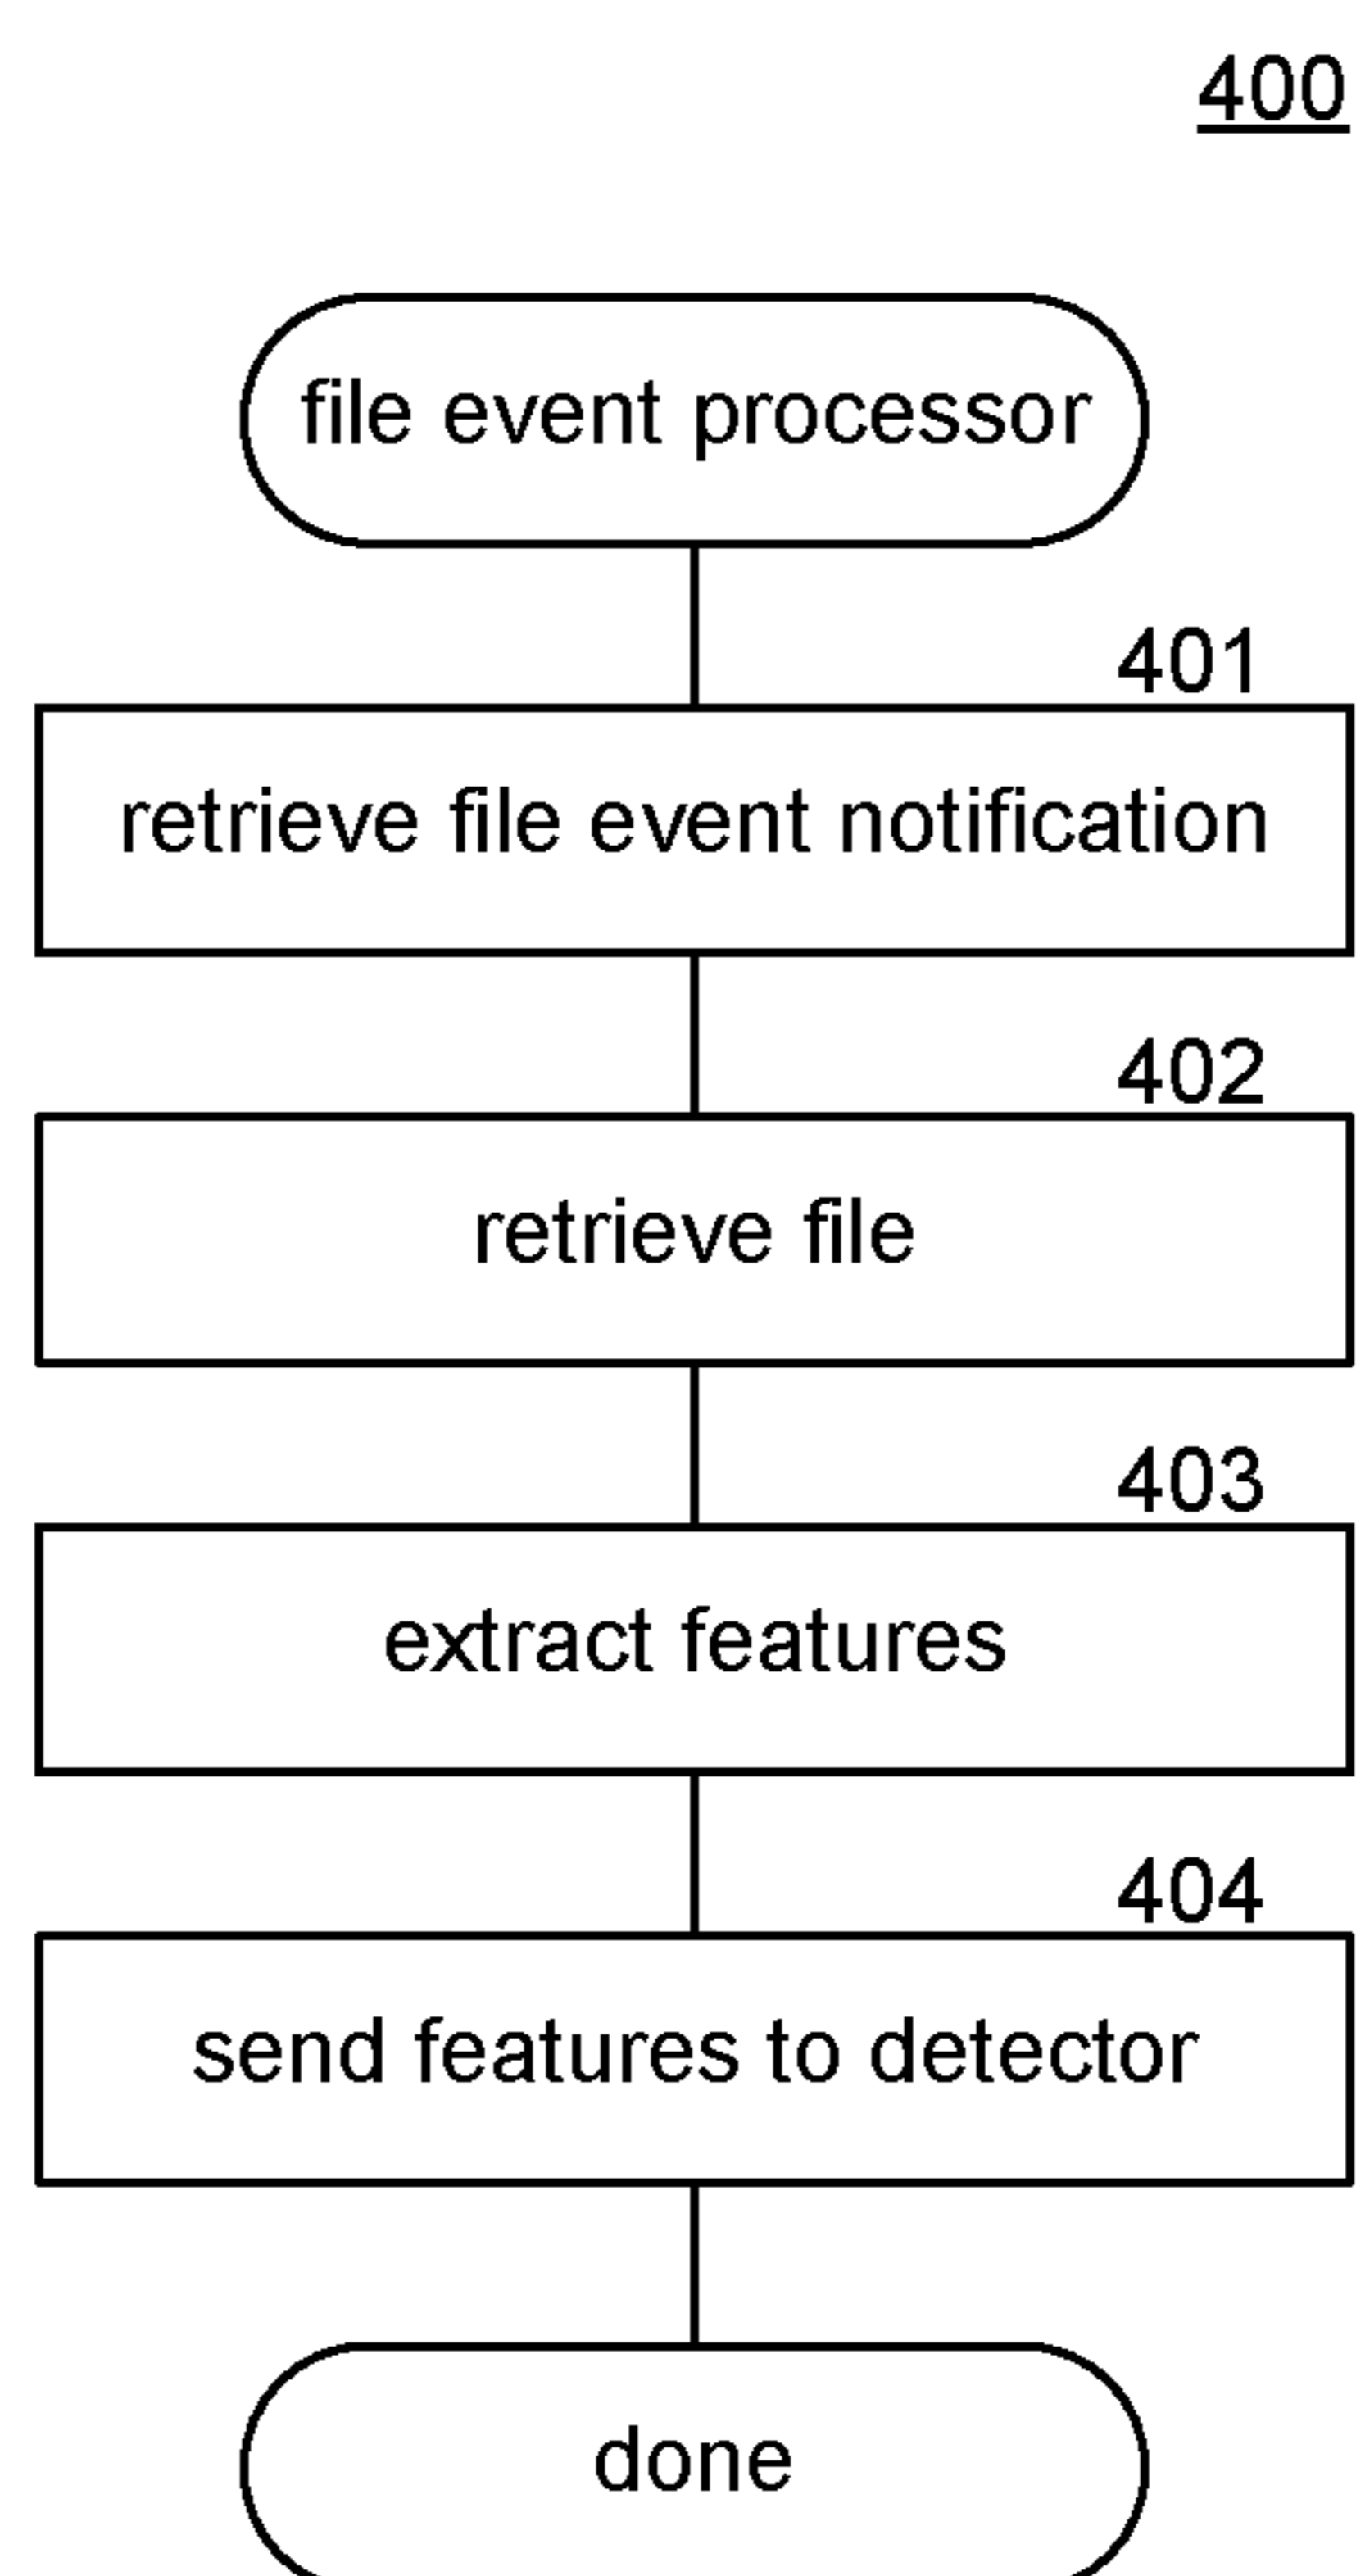 400
file event processor
401
retrieve file event notification
402
retrieve file
403
extract features
404
send features to detector
done